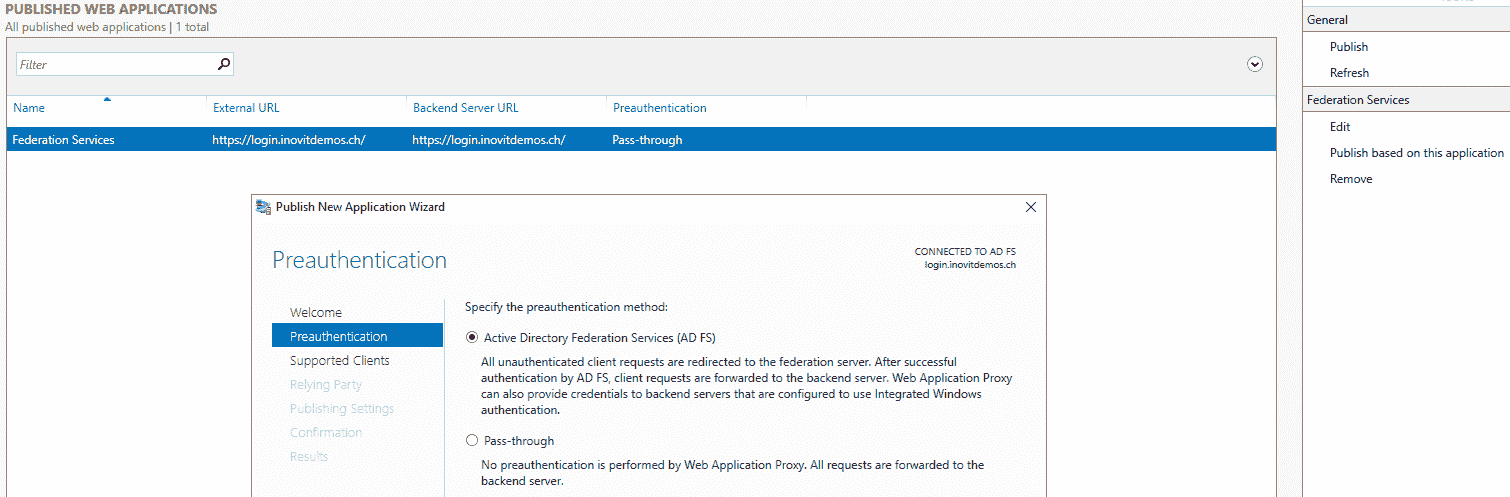 PUBLISHED WEB APPLICATIONS
All published web applications | 1 total
Filter
Name External URL Backend Server URL Preauthentication
Federation Services https://login.inovitdemos.ch/ https://login.inovitdemos.ch/ Pass-through
Publish New Application Wizard
Preauthentication
CONNECTED TO AD FS
login.inovitdemos.ch
Welcome
Preauthentication
Supported Clients
Relying Party
Publishing Settings
Confirmation
Results
Specify the preauthentication method:
Active Directory Federation Services (AD FS)
All unauthenticated client requests are redirected to the federation server. After successful
authentication by AD FS, client requests are forwarded to the backend server. Web Application Proxy
can also provide credentials to backend servers that are configured to use Integrated Windows
authentication.
Pass-through
No preauthentication is performed by Web Application Proxy. All requests are forwarded to the
backend server.
General
Publish
Refresh
Federation Services
Edit
Publish based on this application
Remove